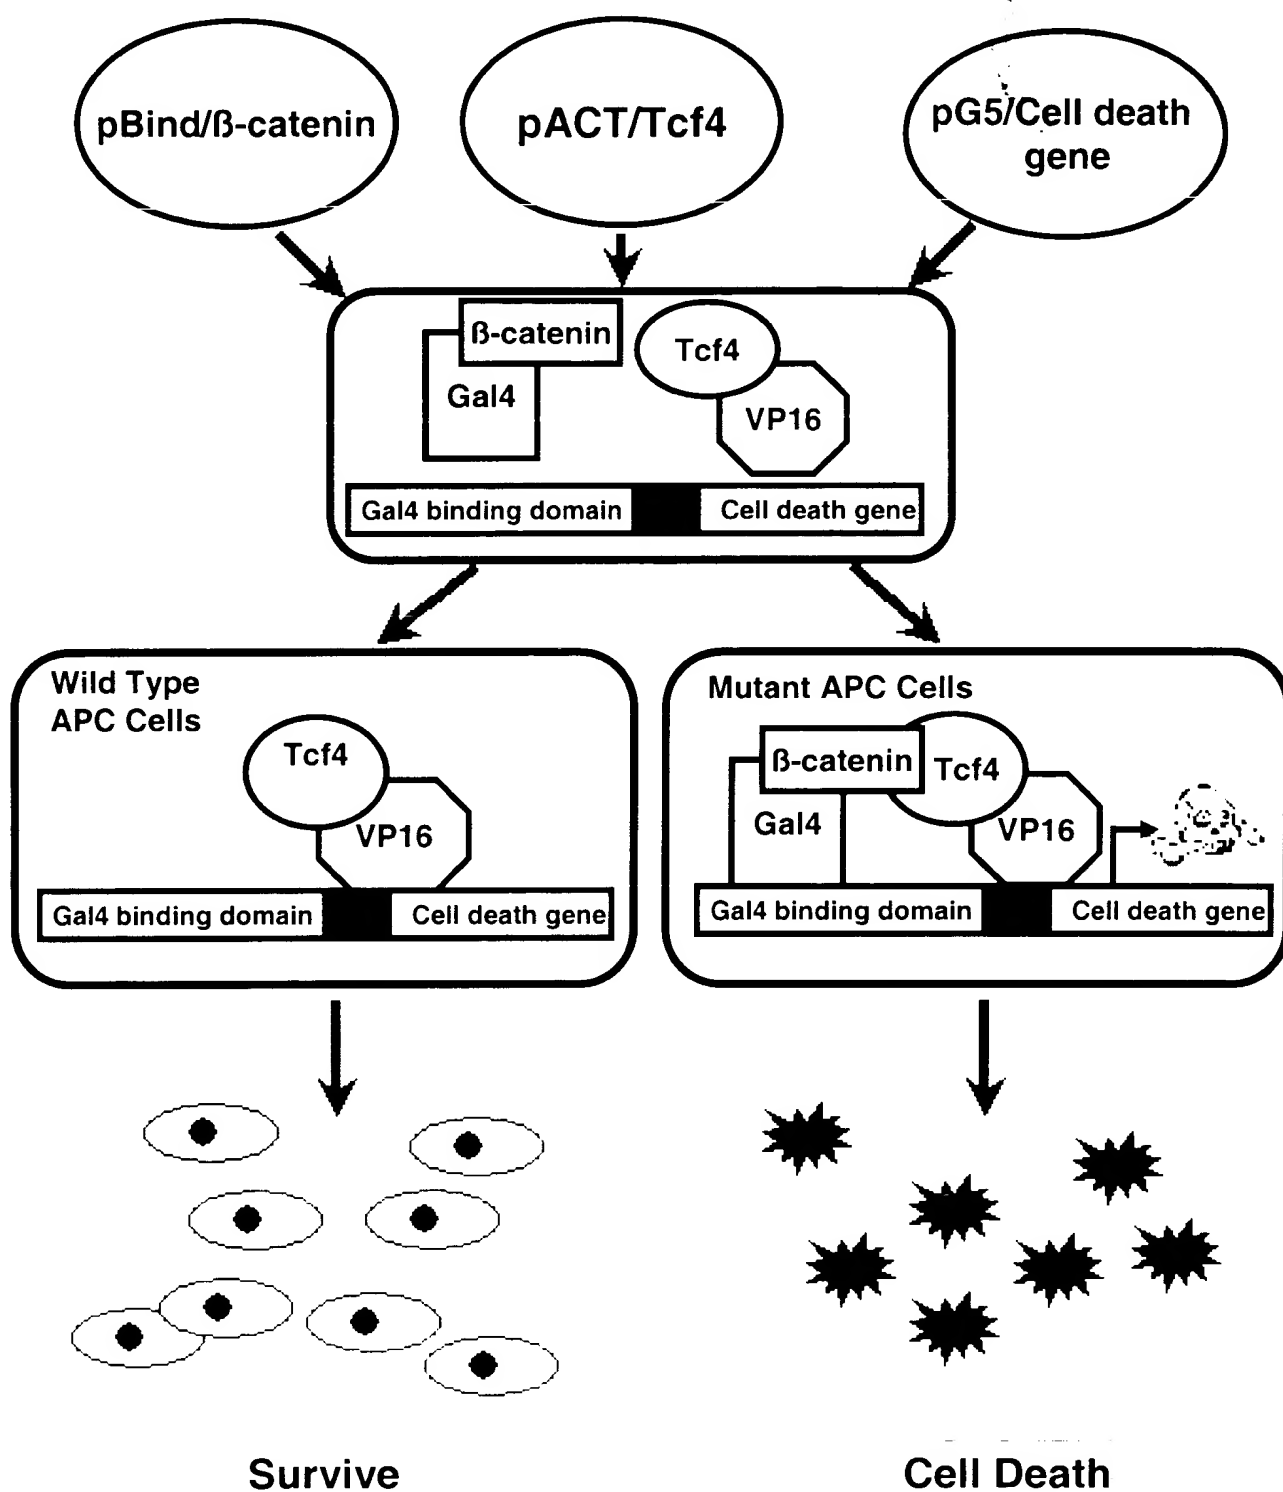 pBind/ß-catenin
pACT/Tcf4
pG5/Cell death
gene
ß-catenin
Tcf4
Gal4
VP16
Gal4 binding domain
Cell death gene
Wild Type
APC Cells
Tcf4
VP16
Gal4 binding domain
Cell death gene
Mutant APC Cells
ß-catenin
Tcf4
Gal4
VP16
Gal4 binding domain
Cell death gene
Survive
Cell Death